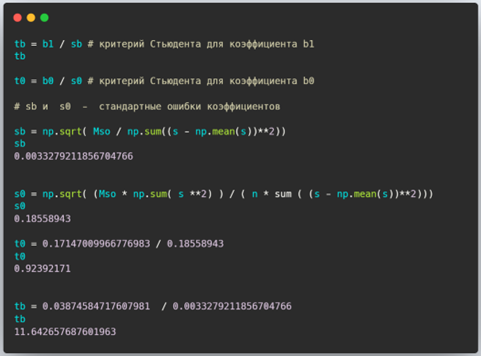 tb = b1 / sb # критерий Стьюдента для коэффициента b1
tb
t0 = b0 / s0 # критерий Стьюдента для коэффициента b0
# sb и s0 - стандартные ошибки коэффициентов
sb = np.sqrt( Mso / np.sum((s - np.mean(s))**2))
sb
0.0033279211856704766
s0 = np.sqrt( (Mso * np.sum( s **2) ) / ( n * sum ( (s - np.mean(s))**2)))
s0
0.18558943
t0 = 0.17147009966776983 / 0.18558943
t0
0.92392171
tb = 0.03874584717607981 / 0.0033279211856704766
tb
11.642657687601963